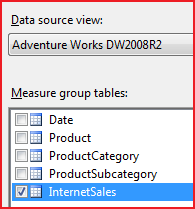 Data source view:
Adventure Works DW2008R2
Measure group tables:
Date
Product
ProductCategory
ProductSubcategory
InternetSales